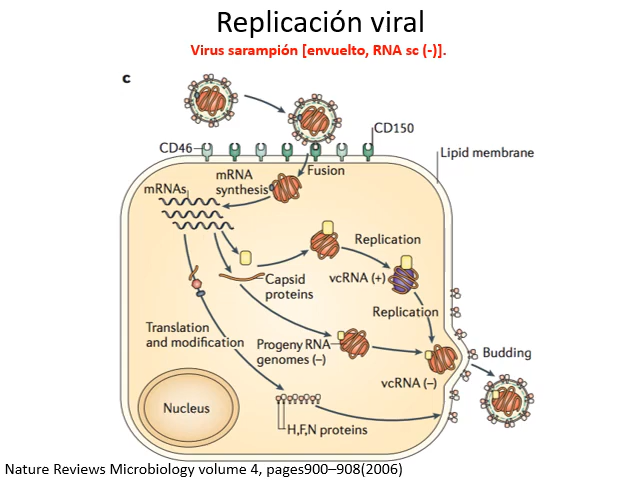 Replicación viral
Virus sarampión [envuelto, RNA sc (-)].
c
CD46
CD150
Lipid membrane
Fusion
mRNA
synthesis
mRNAs
Replication
vcRNA (+)
Capsid
proteins
Replication
Translation
and modification
Progeny RNA
genomes (–)
Budding
vcRNA (–)
Nucleus
H,F,N proteins
Nature Reviews Microbiology volume 4, pages900–908(2006)